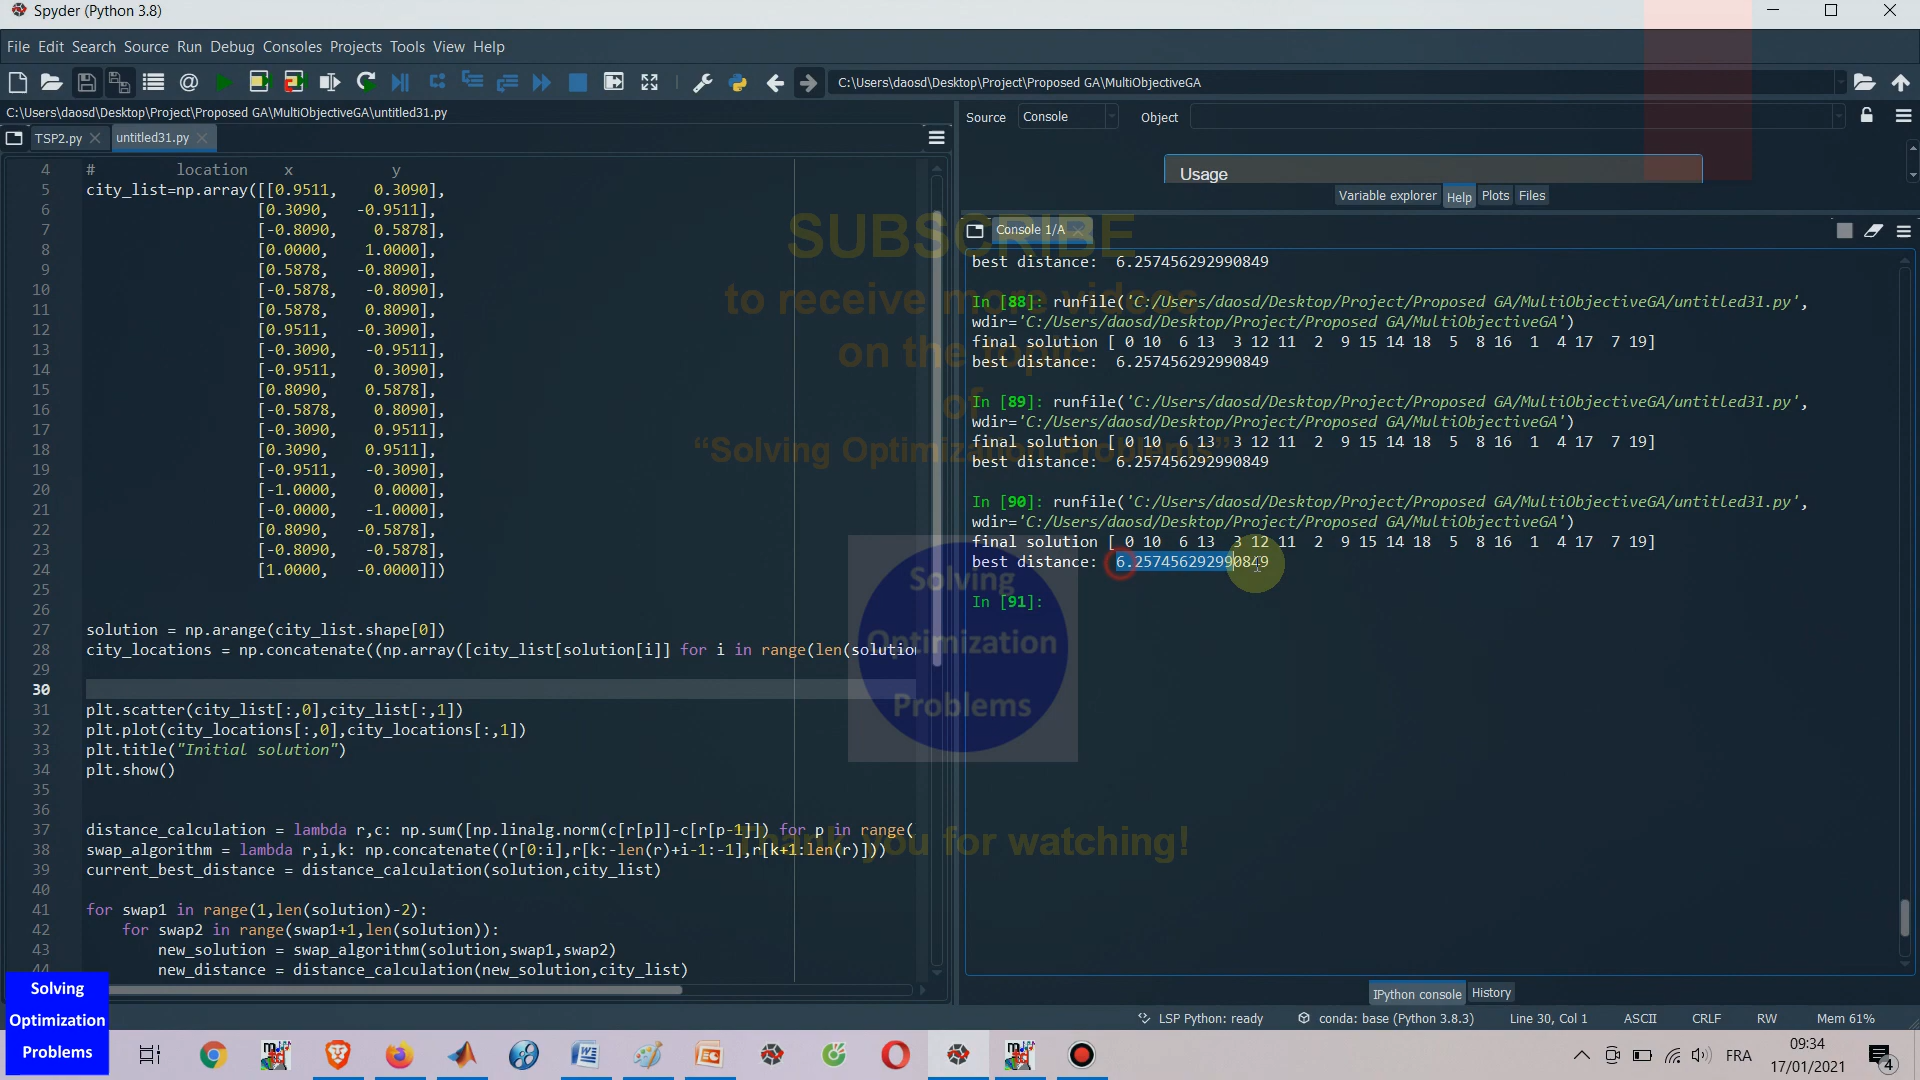 Spyder (Python 3.8)
File Edit Search Source Run Debug Consoles Projects Tools View Help
C:\Users\daosd\Desktop\Project\Proposed GA\MultiObjectiveGA
C:\Users\daosd\Desktop\Project\Proposed GA\MultiObjectiveGA\untitled31.py
TSP2.py untitled31.py
4 # location x y
5 city_list=np.array([[0.9511, 0.3090],
6 [0.3090, -0.9511],
7 [-0.8090, 0.5878],
8 [0.0000, 1.0000],
9 [0.5878, -0.8090],
10 [-0.5878, -0.8090],
11 [0.5878, 0.8090],
12 [0.9511, -0.3090],
13 [-0.3090, -0.9511],
14 [-0.9511, 0.3090],
15 [0.8090, 0.5878],
16 [-0.5878, 0.8090],
17 [-0.3090, 0.9511],
18 [0.3090, 0.9511],
19 [-0.9511, -0.3090],
20 [-1.0000, 0.0000],
21 [-0.0000, -1.0000],
22 [0.8090, -0.5878],
23 [-0.8090, -0.5878],
24 [1.0000, -0.0000]])
25
26
27 solution = np.arange(city_list.shape[0])
28 city_locations = np.concatenate((np.array([city_list[solution[i]] for i in range(len(solutio
29
30
31 plt.scatter(city_list[:,0],city_list[:,1])
32 plt.plot(city_locations[:,0],city_locations[:,1])
33 plt.title("Initial solution")
34 plt.show()
35
36
37 distance_calculation = lambda r,c: np.sum([np.linalg.norm(c[r[p]]-c[r[p-1]]) for p in range(
38 swap_algorithm = lambda r,i,k: np.concatenate((r[0:i],r[k:-len(r)+i-1:-1],r[k+1:len(r)]))
39 current_best_distance = distance_calculation(solution,city_list)
40
41 for swap1 in range(1,len(solution)-2):
42 for swap2 in range(swap1+1,len(solution)):
43 new_solution = swap_algorithm(solution,swap1,swap2)
44 new_distance = distance_calculation(new_solution,city_list)
Source Console Object
Usage
Variable explorer Help Plots Files
Console 1/A
best distance: 6.257456292990849
In [88]: runfile('C:/Users/daosd/Desktop/Project/Proposed GA/MultiObjectiveGA/untitled31.py',
wdir='C:/Users/daosd/Desktop/Project/Proposed GA/MultiObjectiveGA')
final solution [ 0 10 6 13 3 12 11 2 9 15 14 18 5 8 16 1 4 17 7 19]
best distance: 6.257456292990849
In [89]: runfile('C:/Users/daosd/Desktop/Project/Proposed GA/MultiObjectiveGA/untitled31.py',
wdir='C:/Users/daosd/Desktop/Project/Proposed GA/MultiObjectiveGA')
final solution [ 0 10 6 13 3 12 11 2 9 15 14 18 5 8 16 1 4 17 7 19]
best distance: 6.257456292990849
In [90]: runfile('C:/Users/daosd/Desktop/Project/Proposed GA/MultiObjectiveGA/untitled31.py',
wdir='C:/Users/daosd/Desktop/Project/Proposed GA/MultiObjectiveGA')
final solution [ 0 10 6 13 3 12 11 2 9 15 14 18 5 8 16 1 4 17 7 19]
best distance: 6.257456292990849
In [91]:
SUBSCRIBE
to receive more videos
on the topic
of
“Solving Optimization Problems”
Solving
Optimization
Problems
Thank you for watching!
IPython console History
LSP Python: ready conda: base (Python 3.8.3) Line 30, Col 1 ASCII CRLF RW Mem 61%
Solving
Optimization
Problems
FRA
09:34
17/01/2021
4